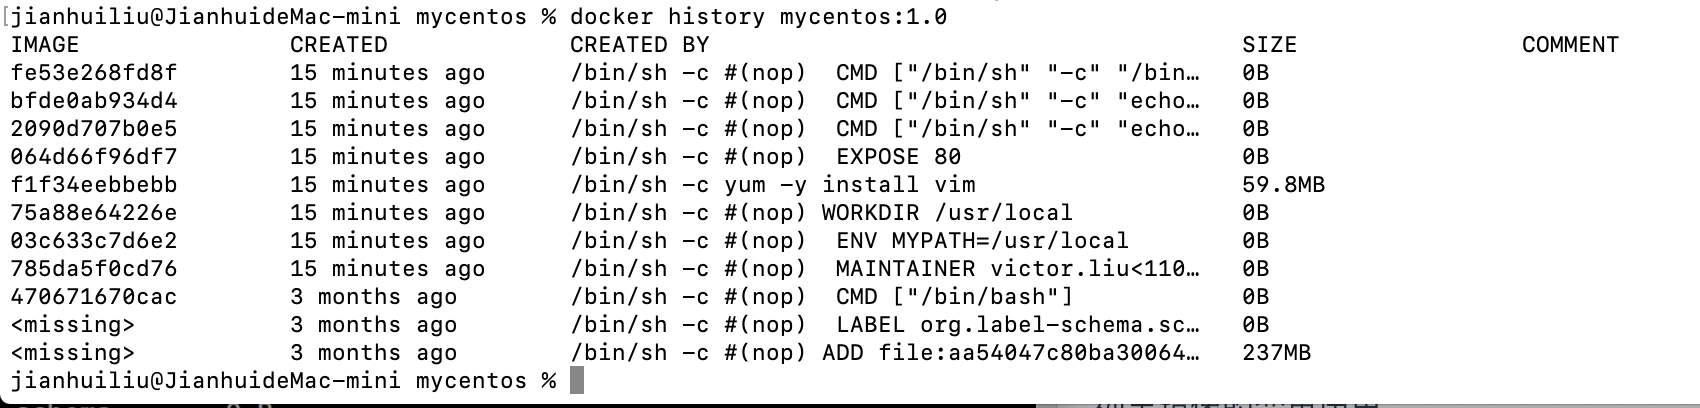 jianhuiliu@JianhuideMac-mini mycentos % docker history mycentos:1.0
IMAGE CREATED CREATED BY SIZE COMMENT
fe53e268fd8f 15 minutes ago /bin/sh -c #(nop)  CMD ["/bin/sh" "-c" "/bin… 0B
bfde0ab934d4 15 minutes ago /bin/sh -c #(nop)  CMD ["/bin/sh" "-c" "echo… 0B
2090d707b0e5 15 minutes ago /bin/sh -c #(nop)  CMD ["/bin/sh" "-c" "echo… 0B
064d66f96df7 15 minutes ago /bin/sh -c #(nop)  EXPOSE 80 0B
f1f34eebbebb 15 minutes ago /bin/sh -c yum -y install vim 59.8MB
75a88e64226e 15 minutes ago /bin/sh -c #(nop) WORKDIR /usr/local 0B
03c633c7d6e2 15 minutes ago /bin/sh -c #(nop)  ENV MYPATH=/usr/local 0B
785da5f0cd76 15 minutes ago /bin/sh -c #(nop)  MAINTAINER victor.liu<110… 0B
470671670cac 3 months ago /bin/sh -c #(nop)  CMD ["/bin/bash"] 0B
<missing> 3 months ago /bin/sh -c #(nop)  LABEL org.label-schema.sc… 0B
<missing> 3 months ago /bin/sh -c #(nop) ADD file:aa54047c80ba30064… 237MB
jianhuiliu@JianhuideMac-mini mycentos %